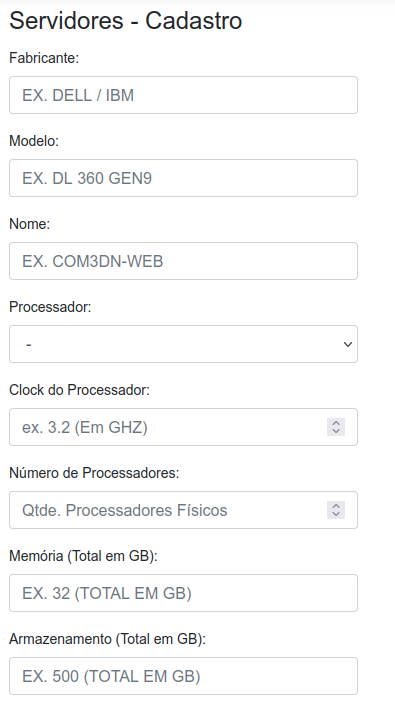 Servidores - Cadastro
Fabricante:
EX. DELL / IBM
Modelo:
EX. DL 360 GEN9
Nome:
EX. COM3DN-WEB
Processador:
-
Clock do Processador:
ex. 3.2 (Em GHZ)
Número de Processadores:
Qtde. Processadores Físicos
Memória (Total em GB):
EX. 32 (TOTAL EM GB)
Armazenamento (Total em GB):
EX. 500 (TOTAL EM GB)